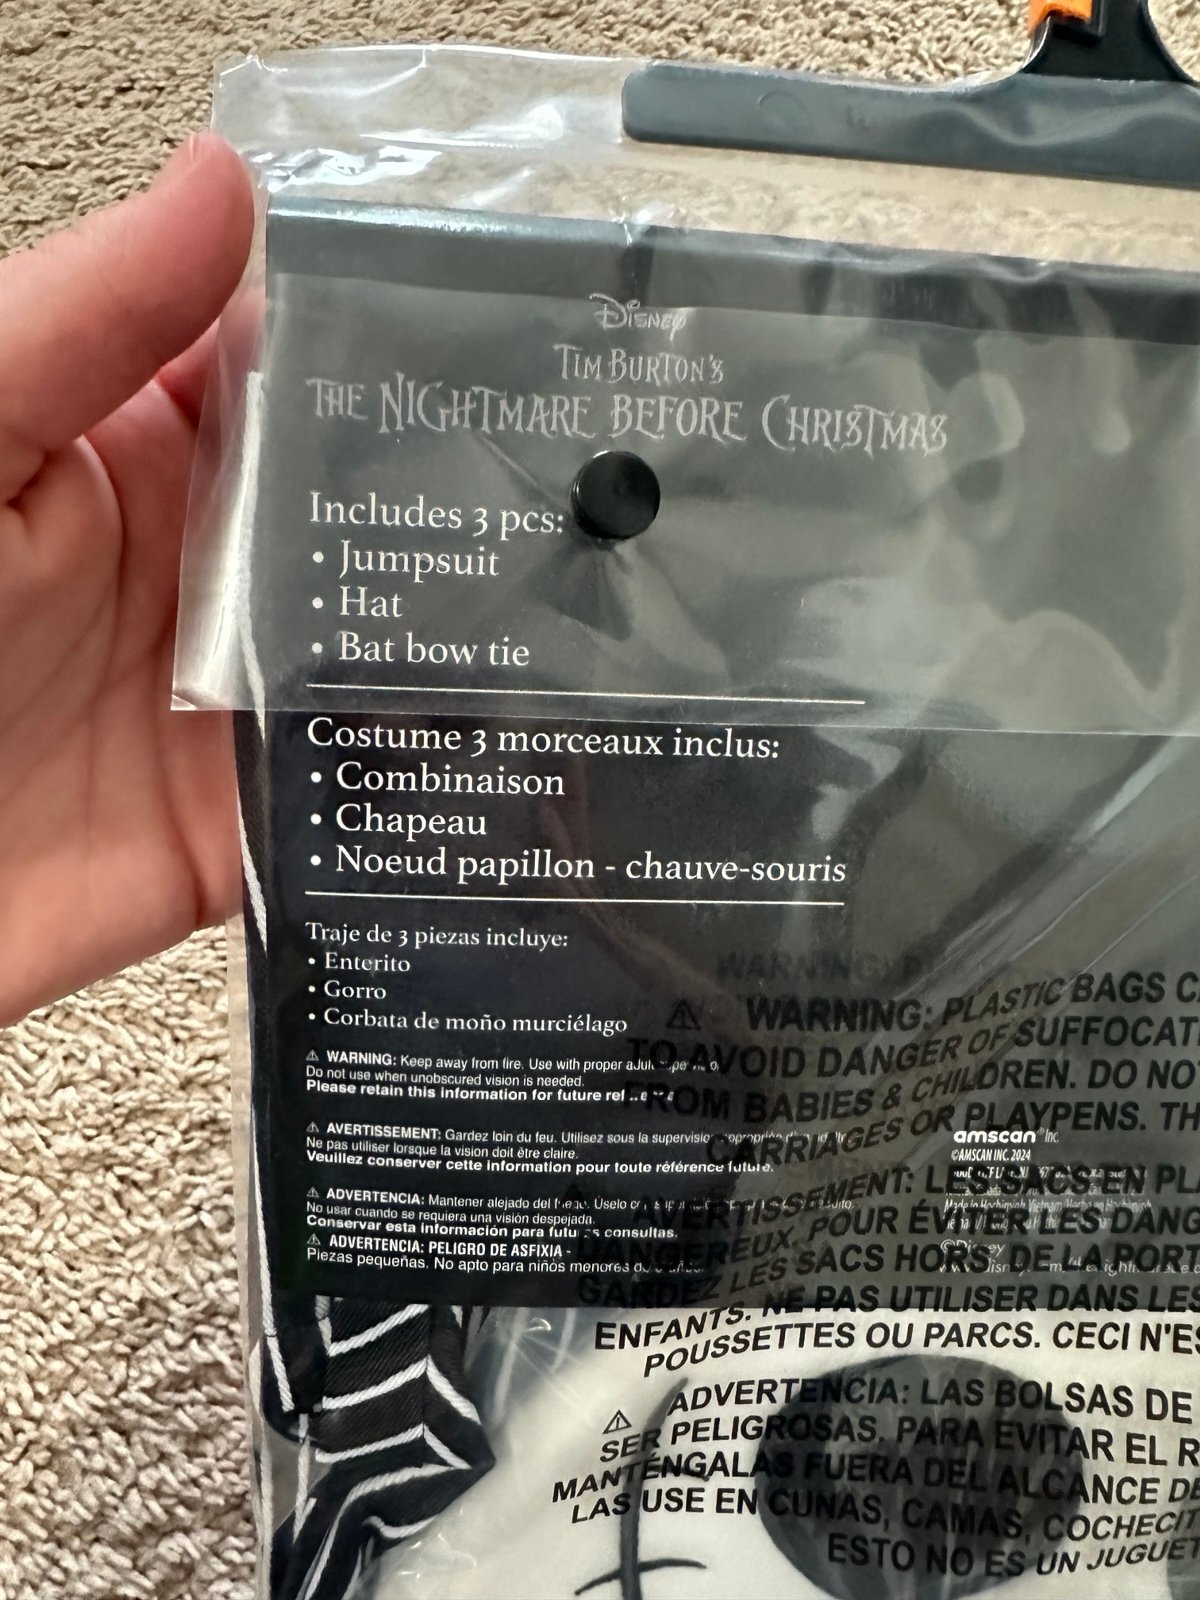 Disney
TIM BURTON'S
THE NIGHTMARE BEFORE CHRISTMAS
Includes 3 pcs:
• Jumpsuit
• Hat
• Bat bow tie
Costume 3 morceaux inclus:
• Combinaison
• Chapeau
• Noeud papillon - chauve-souris
Traje de 3 piezas incluye:
• Enterito
• Gorro
• Corbata de moño murciélago
⚠ WARNING: Keep away from fire. Use with proper adult
Do not use when unobscured vision is needed.
Please retain this information for future
⚠ AVERTISSEMENT: Gardez loin du feu. Utilisez sous la supervision
Ne pas utiliser lorsque la vision doit être claire.
Veuillez conserver cette information pour toute référence future.
⚠ ADVERTENCIA: Mantener alejado del fuego. Úselo
No usar cuando se requiera una visión despejada.
Conservar esta información para futuras consultas.
⚠ ADVERTENCIA: PELIGRO DE ASFIXIA -
Piezas pequeñas. No apto para niños menores de
amscan® Inc.
©AMSCAN INC. 2024
©Disney
⚠ WARNING: PLASTIC BAGS
TO AVOID DANGER OF
FROM BABIES & CHILDREN. DO
CARRIAGES OR PLAYPENS.
AVERTISSEMENT: LES SACS EN
DANGEREUX. POUR ÉVITER LES
GARDEZ LES SACS HORS DE LA
ENFANTS. NE PAS UTILISER DANS LES
POUSSETTES OU PARCS. CECI
⚠ ADVERTENCIA: LAS BOLSAS DE
SER PELIGROSAS. PARA EVITAR EL
MANTÉNGALAS FUERA DEL ALCANCE
LAS USE EN CUNAS, CAMAS,
ESTO NO ES UN